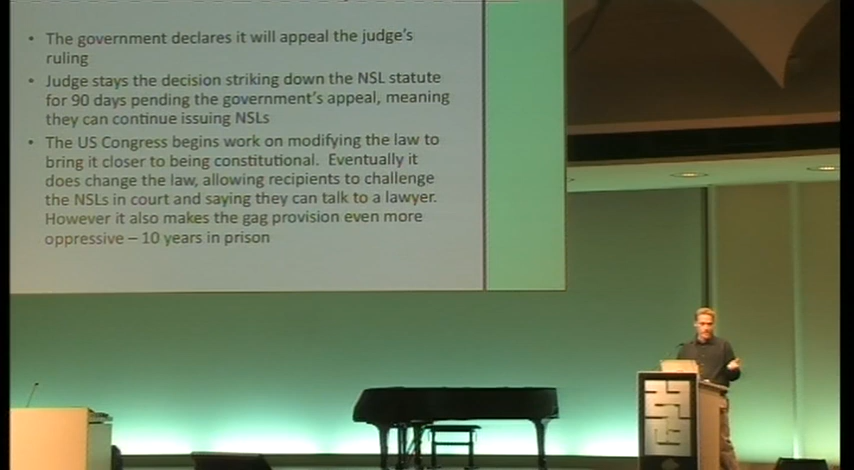 • The government declares it will appeal the judge's
ruling
• Judge stays the decision striking down the NSL statute
for 90 days pending the government's appeal, meaning
they can continue issuing NSLs
• The US Congress begins work on modifying the law to
bring it closer to being constitutional. Eventually it
does change the law, allowing recipients to challenge
the NSLs in court and saying they can talk to a lawyer.
However it also makes the gag provision even more
oppressive – 10 years in prison